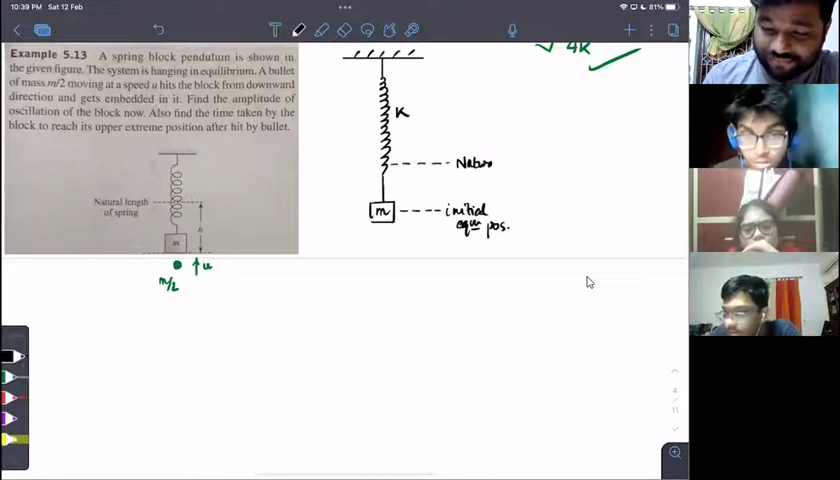 10:39 PM Sat 12 Feb
81%
Example 5.13 A spring block pendulum is shown in
the given figure. The system is hanging in equilibrium. A bullet
of mass m/2 moving at a speed u hits the block from downward
direction and gets embedded in it. Find the amplitude of
oscillation of the block now. Also find the time taken by the
block to reach its upper extreme position after hit by bullet.
Natural length
of spring
h
m
m/2
u
4K
K
Natura
m
initial
eqm pos.
4
11